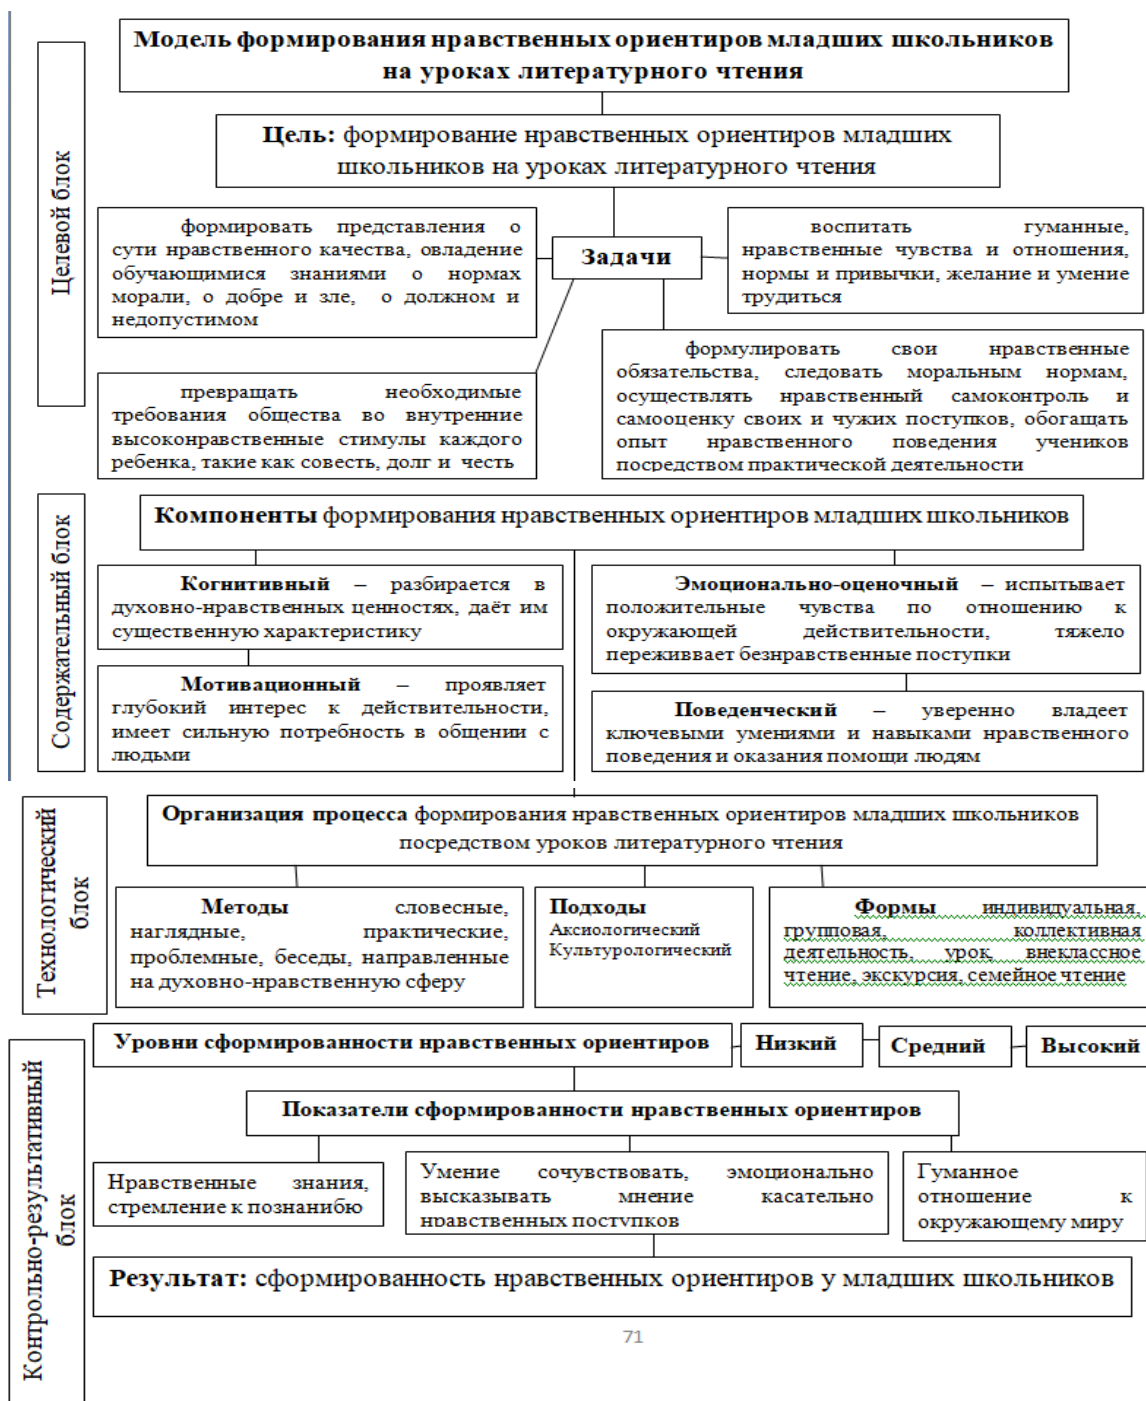 Модель формирования нравственных ориентиров младших школьников
на уроках литературного чтения
Целевой блок
Цель: формирование нравственных ориентиров младших
школьников на уроках литературного чтения
формировать представления о
сути нравственного качества, овладение
обучающимися знаниями о нормах
морали, о добре и зле, о должном и
недопустимом
Задачи
воспитать гуманные,
нравственные чувства и отношения,
нормы и привычки, желание и умение
трудиться
превращать необходимые
требования общества во внутренние
высоконравственные стимулы каждого
ребенка, такие как совесть, долг и честь
формулировать свои нравственные
обязательства, следовать моральным нормам,
осуществлять нравственный самоконтроль и
самооценку своих и чужих поступков, обогащать
опыт нравственного поведения учеников
посредством практической деятельности
Содержательный блок
Компоненты формирования нравственных ориентиров младших школьников
Когнитивный – разбирается в
духовно-нравственных ценностях, даёт им
существенную характеристику
Эмоционально-оценочный – испытывает
положительные чувства по отношению к
окружающей действительности, тяжело
переживвает безнравственные поступки
Мотивационный – проявляет
глубокий интерес к действительности,
имеет сильную потребность в общении с
людьми
Поведенческий – уверенно владеет
ключевыми умениями и навыками нравственного
поведения и оказания помощи людям
Технологический
блок
Организация процесса формирования нравственных ориентиров младших школьников
посредством уроков литературного чтения
Методы словесные,
наглядные, практические,
проблемные, беседы, направленные
на духовно-нравственную сферу
Подходы
Аксиологический
Культурологический
Формы индивидуальная,
групповая, коллективная
деятельность, урок, внеклассное
чтение, экскурсия, семейное чтение
Контрольно-результативный
блок
Уровни сформированности нравственных ориентиров
Низкий
Средний
Высокий
Показатели сформированности нравственных ориентиров
Нравственные знания,
стремление к познанибю
Умение сочувствовать, эмоционально
высказывать мнение касательно
нравственных поступков
Гуманное
отношение к
окружающему миру
Результат: сформированность нравственных ориентиров у младших школьников
71